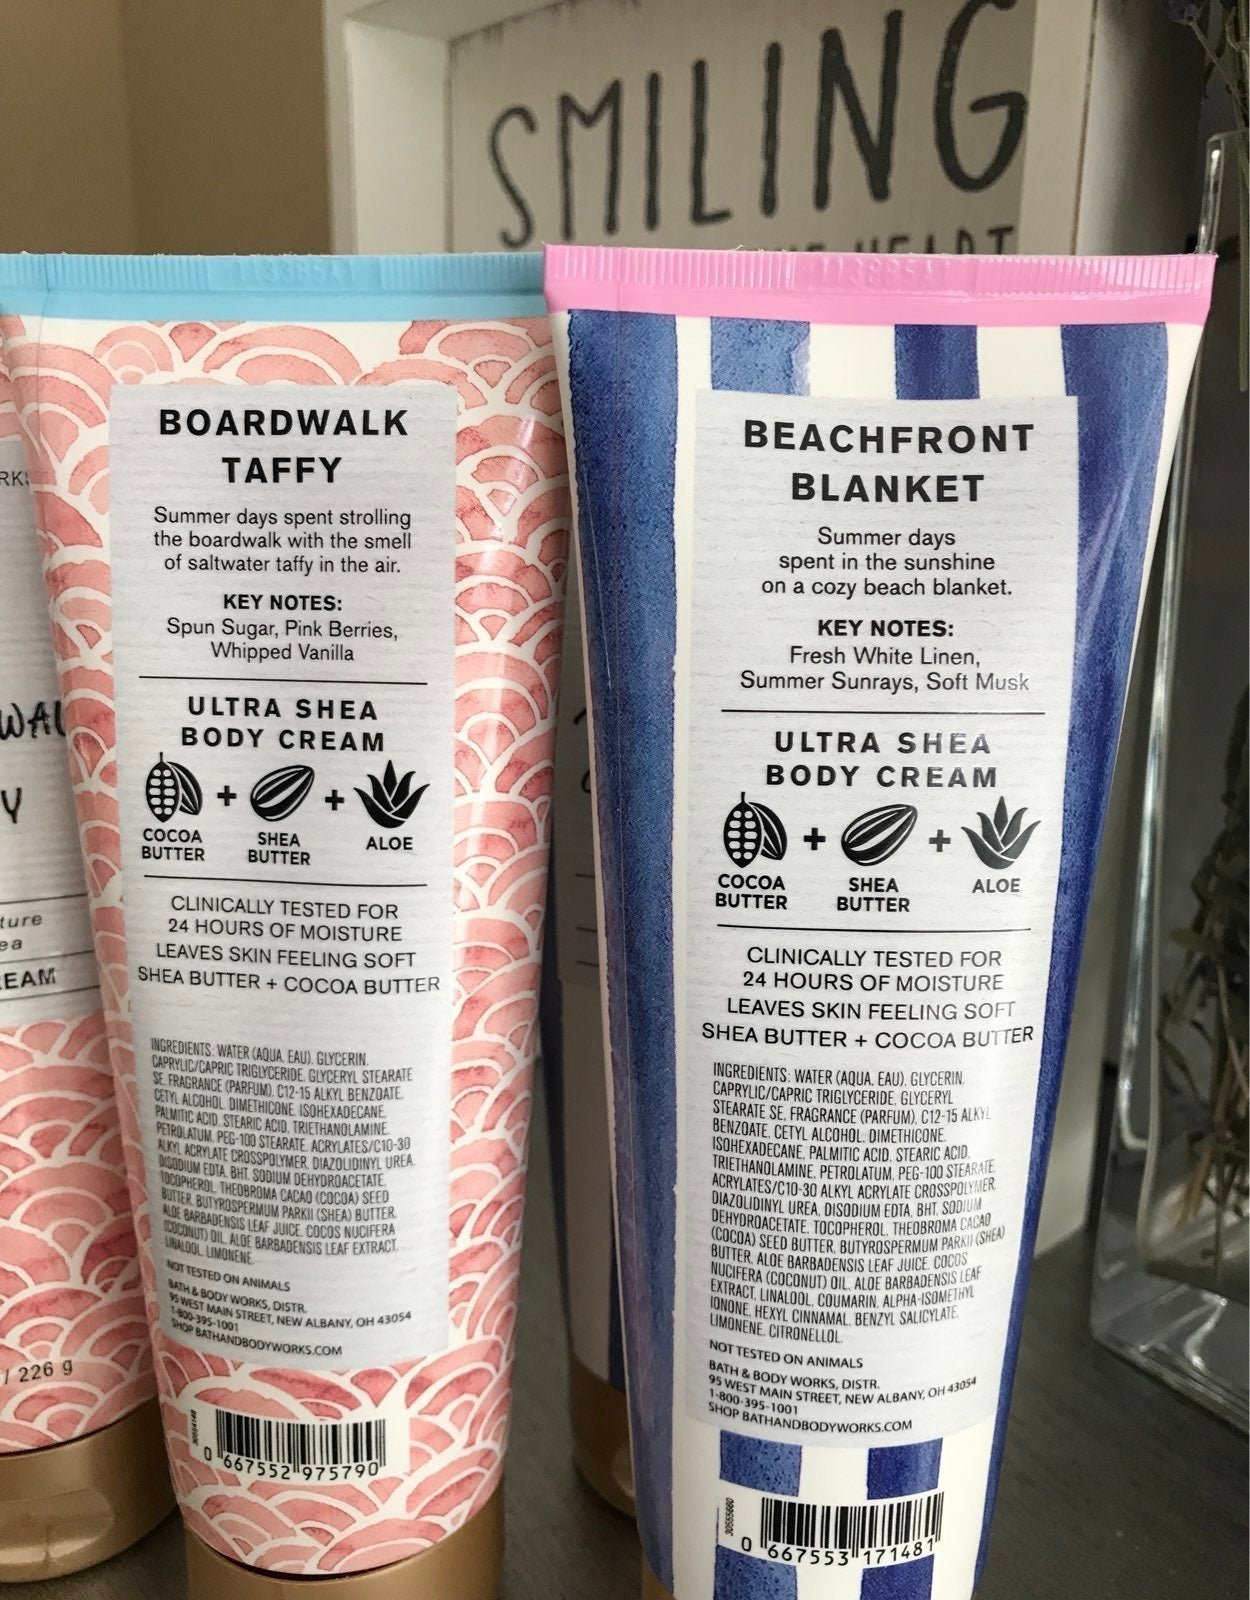 SMILING
HEART
BOARDWALK
TAFFY
Summer days spent strolling
the boardwalk with the smell
of saltwater taffy in the air.
KEY NOTES:
Spun Sugar, Pink Berries,
Whipped Vanilla
ULTRA SHEA
BODY CREAM
COCOA BUTTER + SHEA BUTTER + ALOE
CLINICALLY TESTED FOR
24 HOURS OF MOISTURE
LEAVES SKIN FEELING SOFT
SHEA BUTTER + COCOA BUTTER
INGREDIENTS: WATER (AQUA, EAU), GLYCERIN,
CAPRYLIC/CAPRIC TRIGLYCERIDE, GLYCERYL STEARATE
SE, FRAGRANCE (PARFUM), C12-15 ALKYL BENZOATE,
CETYL ALCOHOL, DIMETHICONE, ISOHEXADECANE,
PALMITIC ACID, STEARIC ACID, TRIETHANOLAMINE,
PETROLATUM, PEG-100 STEARATE, ACRYLATES/C10-30
ALKYL ACRYLATE CROSSPOLYMER, DIAZOLIDINYL UREA,
DISODIUM EDTA, BHT, SODIUM DEHYDROACETATE,
TOCOPHEROL, THEOBROMA CACAO (COCOA) SEED
BUTTER, BUTYROSPERMUM PARKII (SHEA) BUTTER,
ALOE BARBADENSIS LEAF JUICE, COCOS NUCIFERA
(COCONUT) OIL, ALOE BARBADENSIS LEAF EXTRACT,
LINALOOL, LIMONENE.
NOT TESTED ON ANIMALS
BATH & BODY WORKS, DISTR.
95 WEST MAIN STREET, NEW ALBANY, OH 43054
1-800-395-1001
SHOP BATHANDBODYWORKS.COM
0 667552 975790
BEACHFRONT
BLANKET
Summer days
spent in the sunshine
on a cozy beach blanket.
KEY NOTES:
Fresh White Linen,
Summer Sunrays, Soft Musk
ULTRA SHEA
BODY CREAM
COCOA BUTTER + SHEA BUTTER + ALOE
CLINICALLY TESTED FOR
24 HOURS OF MOISTURE
LEAVES SKIN FEELING SOFT
SHEA BUTTER + COCOA BUTTER
INGREDIENTS: WATER (AQUA, EAU), GLYCERIN,
CAPRYLIC/CAPRIC TRIGLYCERIDE, GLYCERYL
STEARATE SE, FRAGRANCE (PARFUM), C12-15 ALKYL
BENZOATE, CETYL ALCOHOL, DIMETHICONE,
ISOHEXADECANE, PALMITIC ACID, STEARIC ACID,
TRIETHANOLAMINE, PETROLATUM, PEG-100 STEARATE,
ACRYLATES/C10-30 ALKYL ACRYLATE CROSSPOLYMER,
DIAZOLIDINYL UREA, DISODIUM EDTA, BHT, SODIUM
DEHYDROACETATE, TOCOPHEROL, THEOBROMA CACAO
(COCOA) SEED BUTTER, BUTYROSPERMUM PARKII (SHEA)
BUTTER, ALOE BARBADENSIS LEAF JUICE, COCOS
NUCIFERA (COCONUT) OIL, ALOE BARBADENSIS LEAF
EXTRACT, LINALOOL, COUMARIN, ALPHA-ISOMETHYL
IONONE, HEXYL CINNAMAL, BENZYL SALICYLATE,
LIMONENE, CITRONELLOL.
NOT TESTED ON ANIMALS
BATH & BODY WORKS, DISTR.
95 WEST MAIN STREET, NEW ALBANY, OH 43054
1-800-395-1001
SHOP BATHANDBODYWORKS.COM
30555660
0 667553 171481
/ 226 g